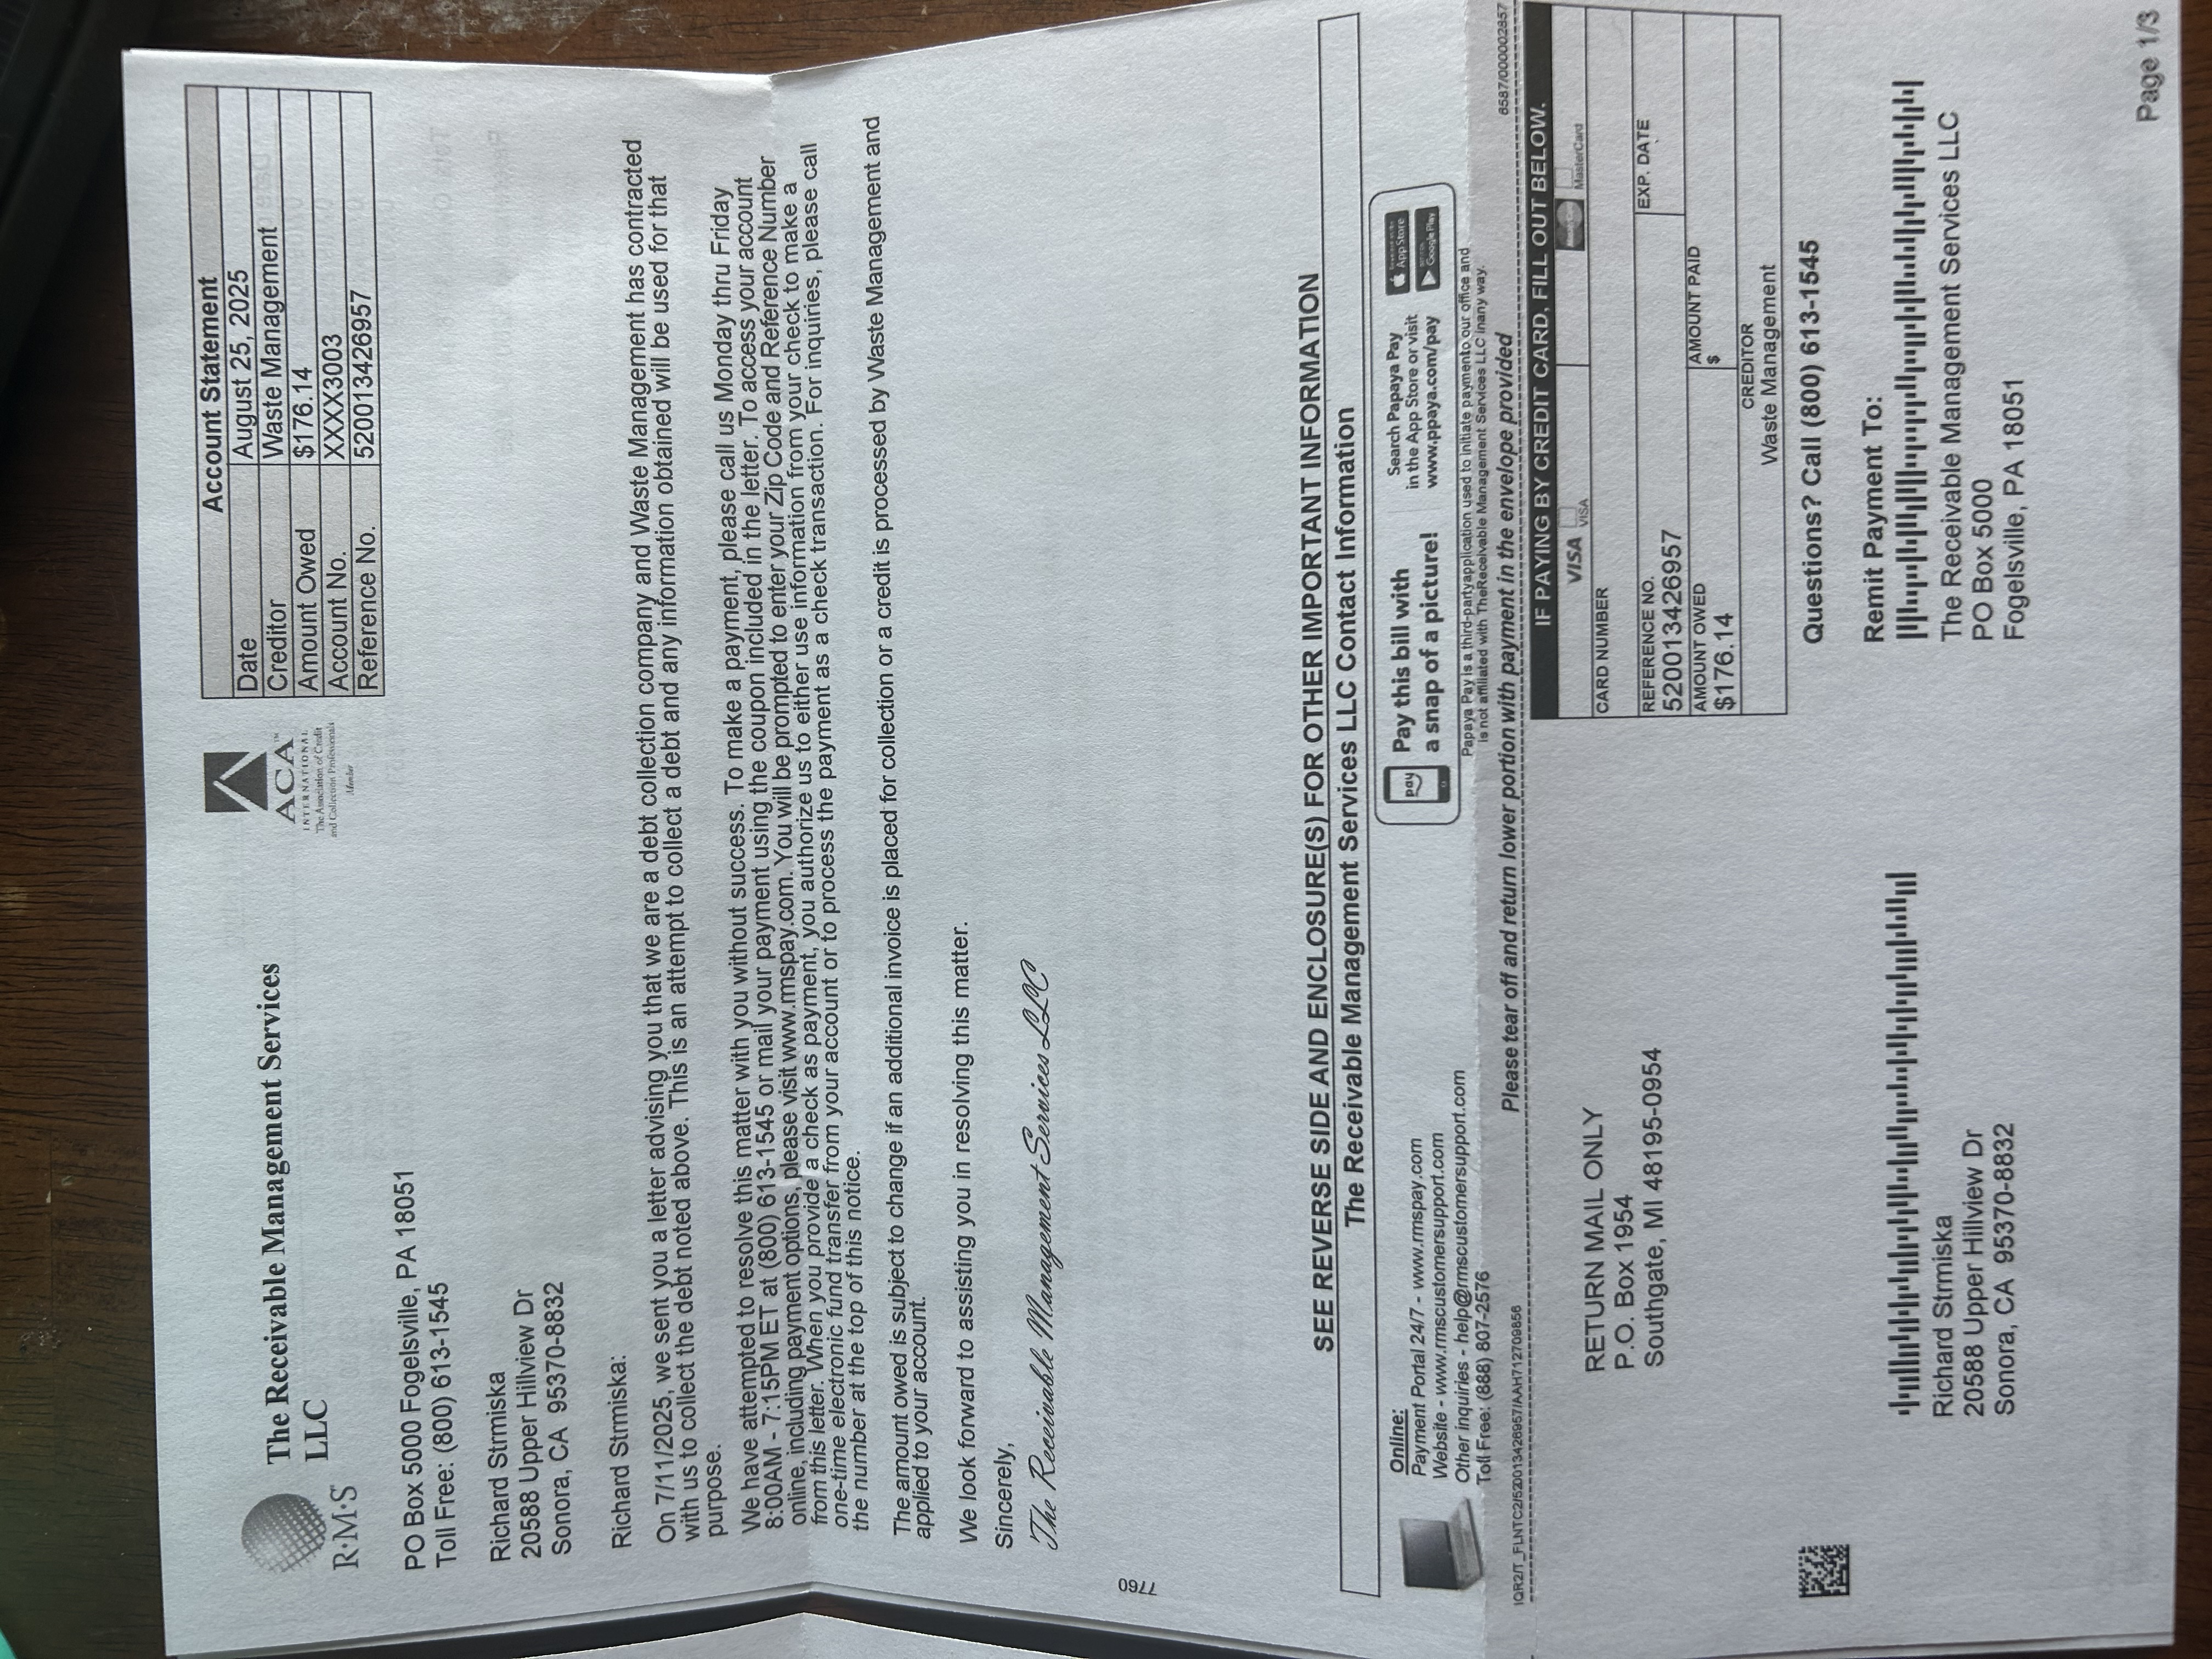 The Receivable Management Services
LLC
R·M·S
ACA™
INTERNATIONAL
The Association of Credit
and Collection Professionals
Member
Account Statement
Date August 25, 2025
Creditor Waste Management
Amount Owed $176.14
Account No. XXXX3003
Reference No. 520013426957
PO Box 5000 Fogelsville, PA 18051
Toll Free: (800) 613-1545
Richard Strmiska
20588 Upper Hillview Dr
Sonora, CA 95370-8832
Richard Strmiska:
On 7/11/2025, we sent you a letter advising you that we are a debt collection company and Waste Management has contracted
with us to collect the debt noted above. This is an attempt to collect a debt and any information obtained will be used for that
purpose.
We have attempted to resolve this matter with you without success. To make a payment, please call us Monday thru Friday
8:00AM - 7:15PM ET at (800) 613-1545 or mail your payment using the coupon included in the letter. To access your account
online, including payment options, please visit www.rmspay.com. You will be prompted to enter your Zip Code and Reference Number
from this letter. When you provide a check as payment, you authorize us to either use information from your check to make a
one-time electronic fund transfer from your account or to process the payment as a check transaction. For inquiries, please call
the number at the top of this notice.
The amount owed is subject to change if an additional invoice is placed for collection or a credit is processed by Waste Management and
applied to your account.
We look forward to assisting you in resolving this matter.
Sincerely,
The Receivable Management Services LLC
7760
SEE REVERSE SIDE AND ENCLOSURE(S) FOR OTHER IMPORTANT INFORMATION
The Receivable Management Services LLC Contact Information
Online:
Payment Portal 24/7 - www.rmspay.com
Website - www.rmscustomersupport.com
Other inquiries - help@rmscustomersupport.com
Toll Free: (888) 807-2576
pay
Pay this bill with
a snap of a picture!
Search Papaya Pay
in the App Store or visit
www.ppaya.com/pay
App Store
Google Play
Papaya Pay is a third-partyapplication used to initiate paymento our office and
is not affiliated with TheReceivable Management Services LLC inany way.
IQR2/T_FLNTC2/520013426957/AAH712709856
Please tear off and return lower portion with payment in the envelope provided
6587/000002857
RETURN MAIL ONLY
P.O. Box 1954
Southgate, MI 48195-0954
IF PAYING BY CREDIT CARD, FILL OUT BELOW.
VISA VISA MasterCard MasterCard
CARD NUMBER
REFERENCE NO. EXP. DATE
520013426957
AMOUNT OWED AMOUNT PAID
$176.14 $
CREDITOR
Waste Management
Questions? Call (800) 613-1545
Remit Payment To:
The Receivable Management Services LLC
PO Box 5000
Fogelsville, PA 18051
Richard Strmiska
20588 Upper Hillview Dr
Sonora, CA 95370-8832
Page 1/3